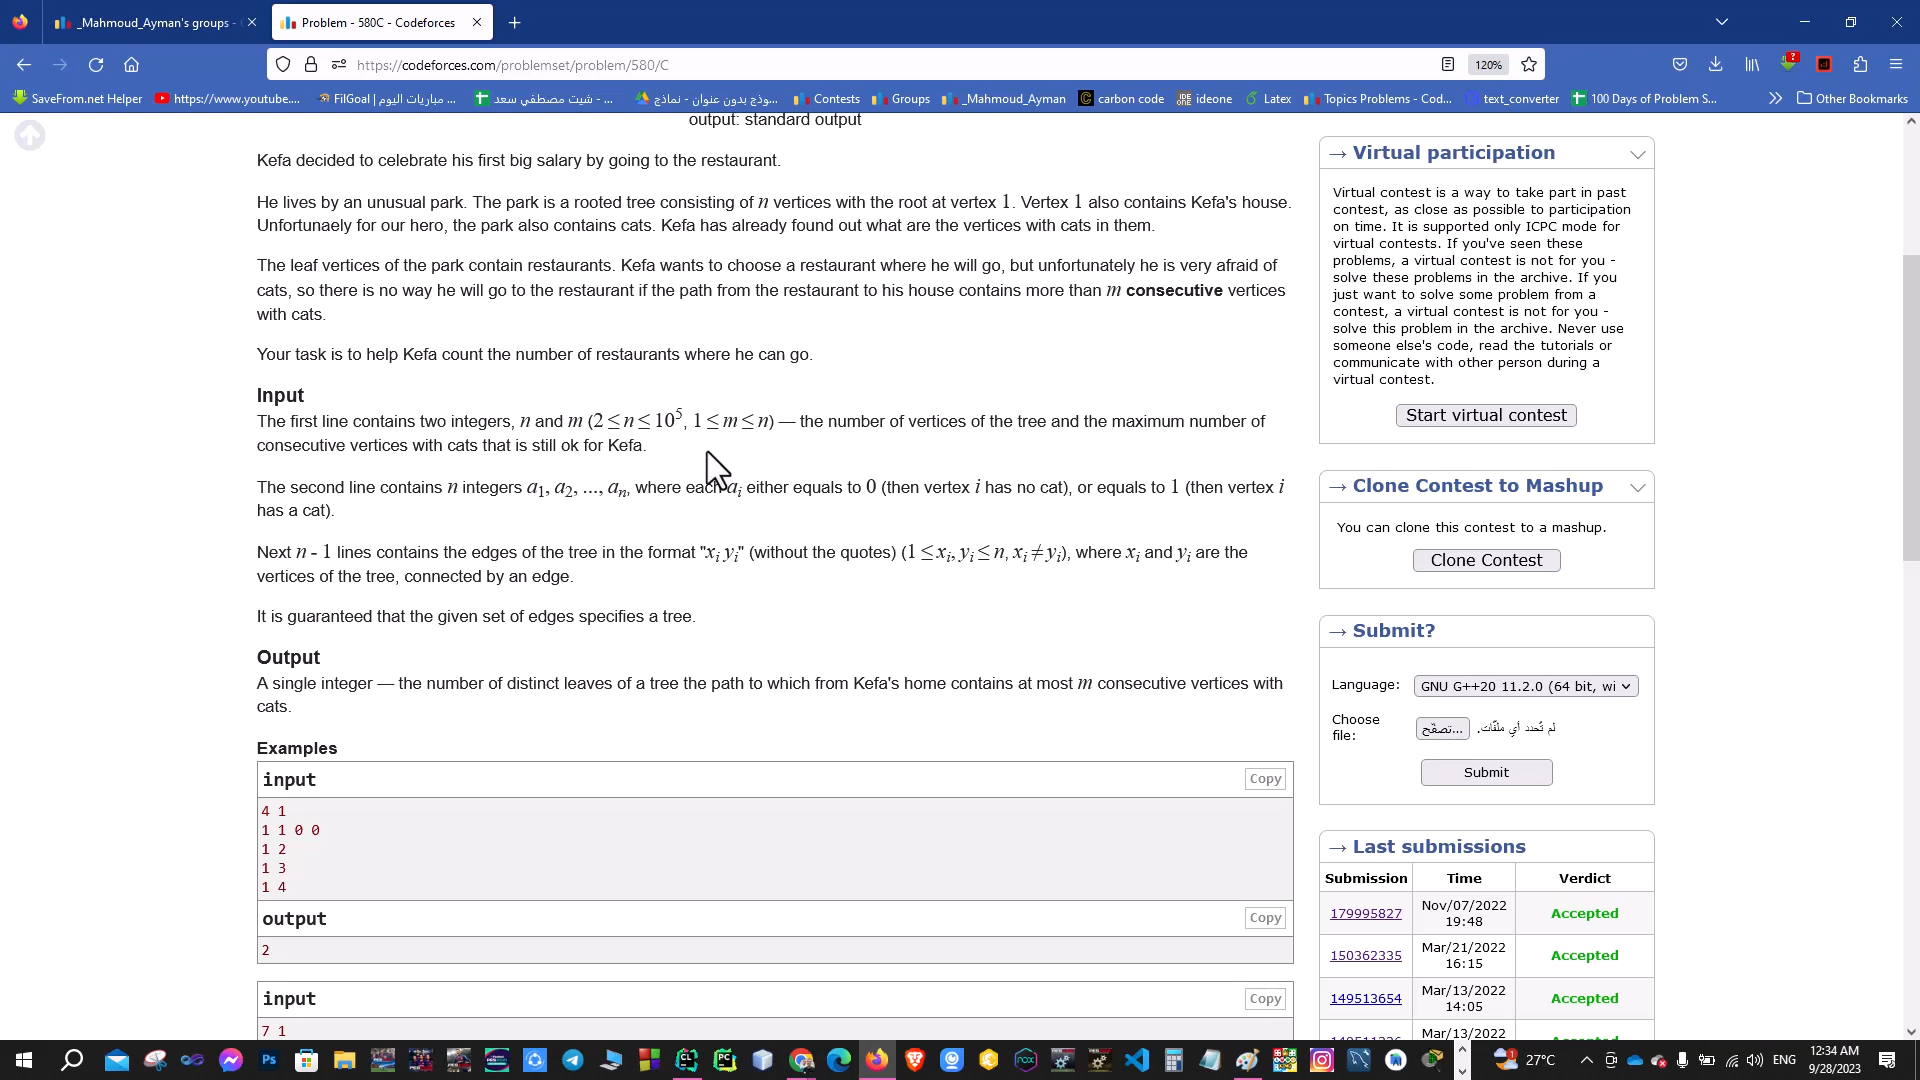 _Mahmoud_Ayman's groups - C
Problem - 580C - Codeforces
https://codeforces.com/problemset/problem/580/C
120%
SaveFrom.net Helper
https://www.youtube....
FilGoal | مباريات اليوم ...
شيت مصطفي سعد - ...
...وذج بدون عنوان - نماذج
Contests
Groups
_Mahmoud_Ayman
carbon code
ideone
Latex
Topics Problems - Cod...
text_converter
100 Days of Problem S...
Other Bookmarks
output: standard output
Kefa decided to celebrate his first big salary by going to the restaurant.
He lives by an unusual park. The park is a rooted tree consisting of n vertices with the root at vertex 1. Vertex 1 also contains Kefa's house.
Unfortunaely for our hero, the park also contains cats. Kefa has already found out what are the vertices with cats in them.
The leaf vertices of the park contain restaurants. Kefa wants to choose a restaurant where he will go, but unfortunately he is very afraid of
cats, so there is no way he will go to the restaurant if the path from the restaurant to his house contains more than m consecutive vertices
with cats.
Your task is to help Kefa count the number of restaurants where he can go.
Input
The first line contains two integers, n and m (2 ≤ n ≤ 10⁵, 1 ≤ m ≤ n) — the number of vertices of the tree and the maximum number of
consecutive vertices with cats that is still ok for Kefa.
The second line contains n integers a₁, a₂, ..., aₙ, where each aᵢ either equals to 0 (then vertex i has no cat), or equals to 1 (then vertex i
has a cat).
Next n - 1 lines contains the edges of the tree in the format "xᵢ yᵢ" (without the quotes) (1 ≤ xᵢ, yᵢ ≤ n, xᵢ ≠ yᵢ), where xᵢ and yᵢ are the
vertices of the tree, connected by an edge.
It is guaranteed that the given set of edges specifies a tree.
Output
A single integer — the number of distinct leaves of a tree the path to which from Kefa's home contains at most m consecutive vertices with
cats.
Examples
input
Copy
4 1
1 1 0 0
1 2
1 3
1 4
output
Copy
2
input
Copy
7 1
→ Virtual participation
Virtual contest is a way to take part in past
contest, as close as possible to participation
on time. It is supported only ICPC mode for
virtual contests. If you've seen these
problems, a virtual contest is not for you -
solve these problems in the archive. If you
just want to solve some problem from a
contest, a virtual contest is not for you -
solve this problem in the archive. Never use
someone else's code, read the tutorials or
communicate with other person during a
virtual contest.
Start virtual contest
→ Clone Contest to Mashup
You can clone this contest to a mashup.
Clone Contest
→ Submit?
Language:
GNU G++20 11.2.0 (64 bit, wi
Choose
file:
تصفّح...
لم تُحدد أي ملفّات.
Submit
→ Last submissions
Submission Time Verdict
179995827 Nov/07/2022 19:48 Accepted
150362335 Mar/21/2022 16:15 Accepted
149513654 Mar/13/2022 14:05 Accepted
Mar/13/2022
27°C
ENG
12:34 AM
9/28/2023